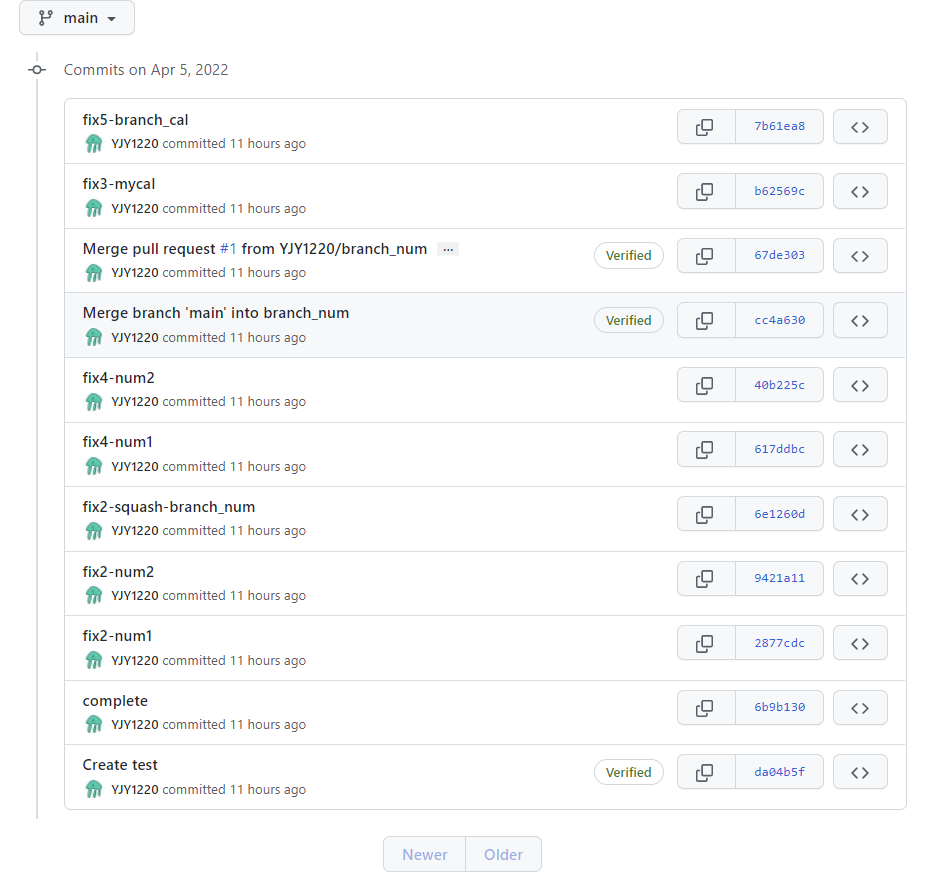 main
Commits on Apr 5, 2022
fix5-branch_cal
YJY1220 committed 11 hours ago
7b61ea8
fix3-mycal
YJY1220 committed 11 hours ago
b62569c
Merge pull request #1 from YJY1220/branch_num ...
YJY1220 committed 11 hours ago
Verified
67de303
Merge branch 'main' into branch_num
YJY1220 committed 11 hours ago
Verified
cc4a630
fix4-num2
YJY1220 committed 11 hours ago
40b225c
fix4-num1
YJY1220 committed 11 hours ago
617ddbc
fix2-squash-branch_num
YJY1220 committed 11 hours ago
6e1260d
fix2-num2
YJY1220 committed 11 hours ago
9421a11
fix2-num1
YJY1220 committed 11 hours ago
2877cdc
complete
YJY1220 committed 11 hours ago
6b9b130
Create test
YJY1220 committed 11 hours ago
Verified
da04b5f
Newer Older